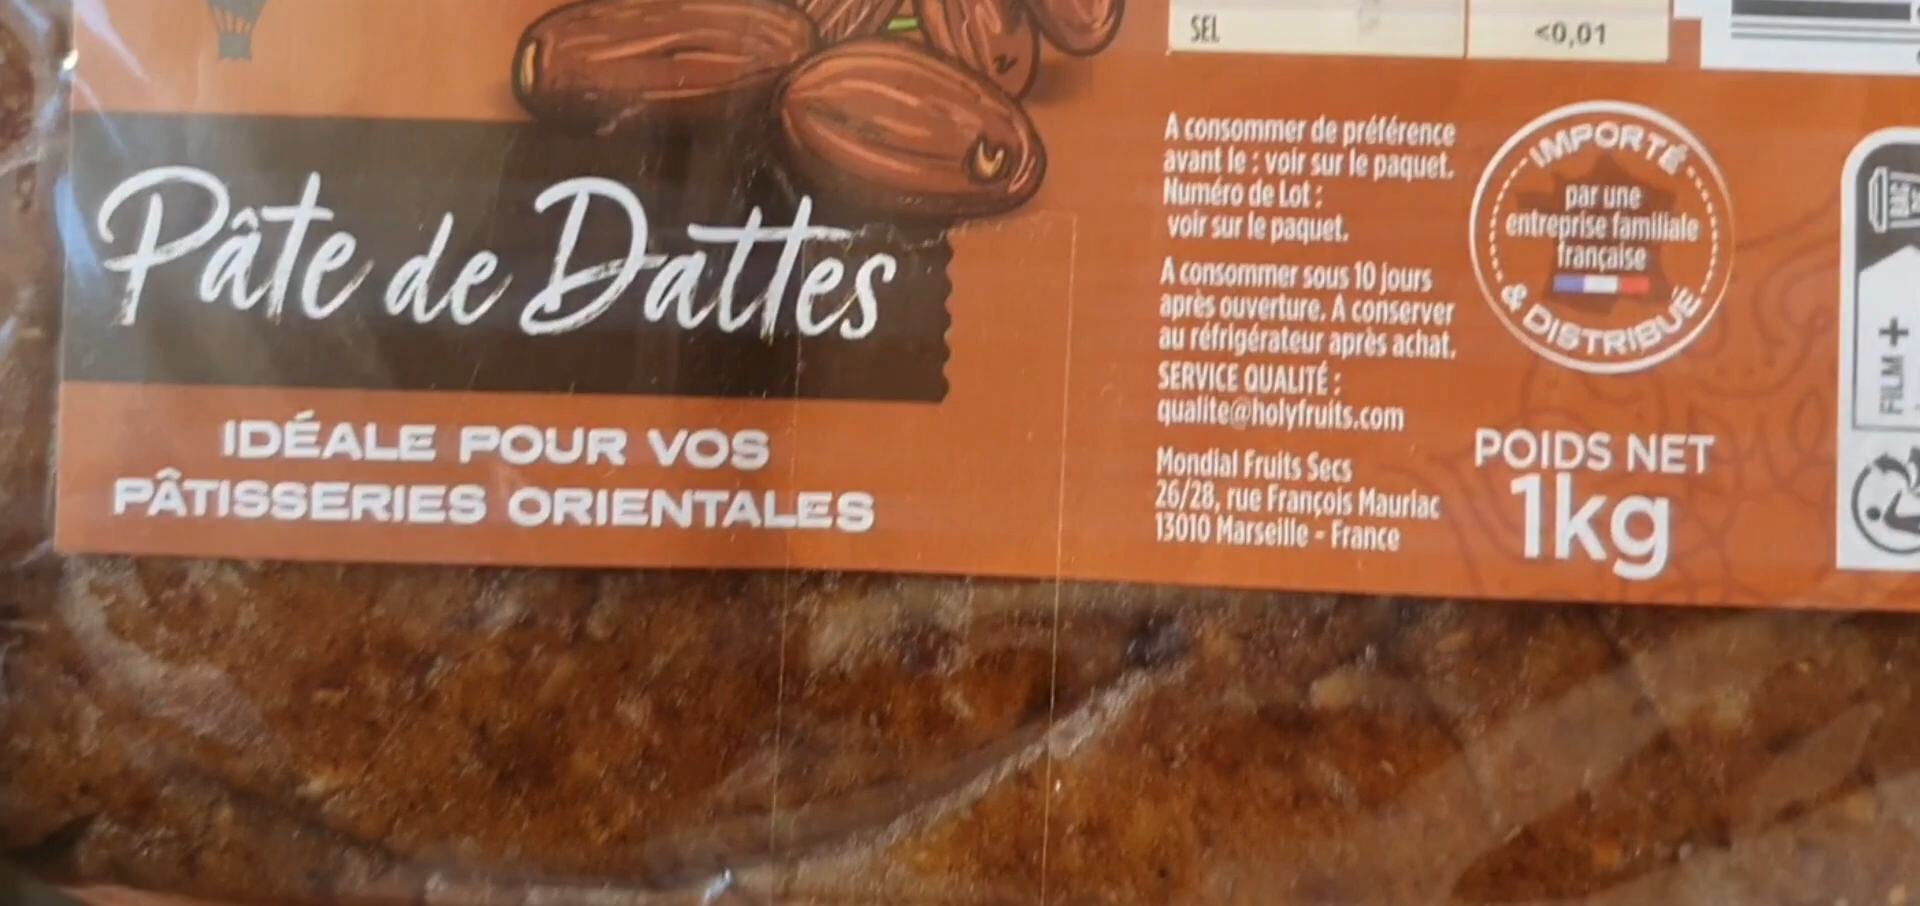 SEL <0,01
Pâte de Dattes
IDÉALE POUR VOS
PÂTISSERIES ORIENTALES
A consommer de préférence
avant le : voir sur le paquet.
Numéro de Lot :
voir sur le paquet.
A consommer sous 10 jours
après ouverture. A conserver
au réfrigérateur après achat.
SERVICE QUALITÉ :
qualite@holyfruits.com
Mondial Fruits Secs
26/28, rue François Mauriac
13010 Marseille - France
IMPORTÉ
par une
entreprise familiale
française
& DISTRIBUÉ
POIDS NET
1kg
FILM +